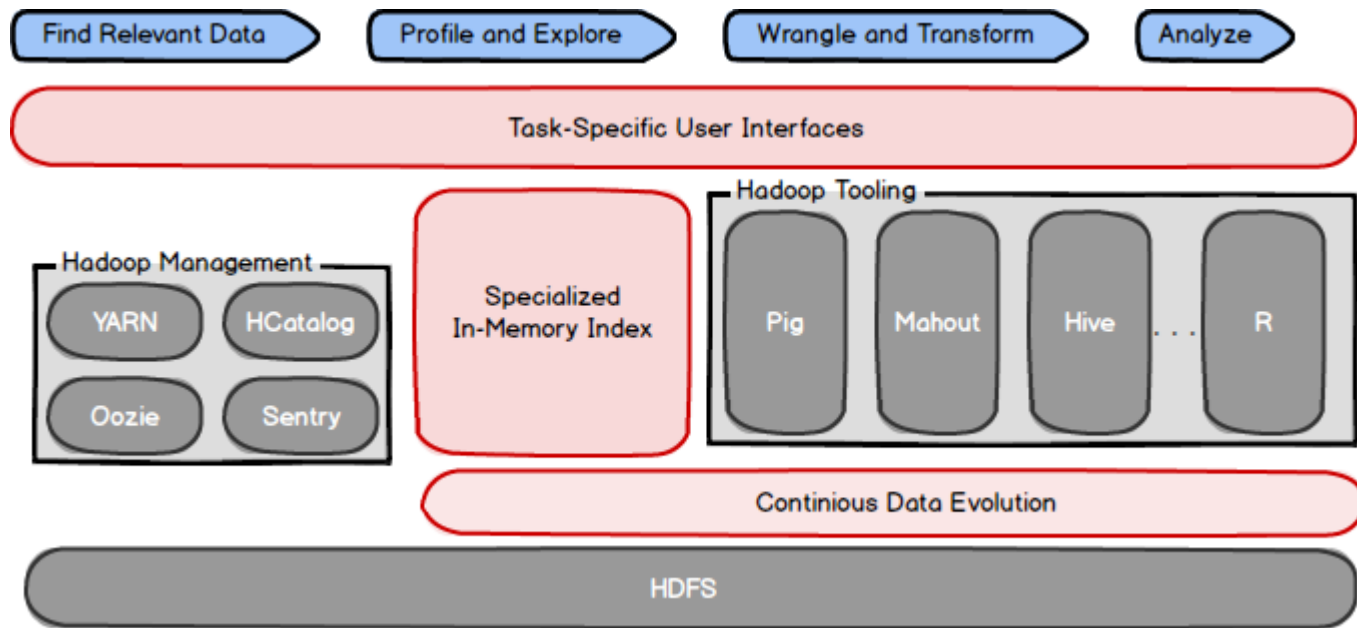 Find Relevant Data
Profile and Explore
Wrangle and Transform
Analyze
Task-Specific User Interfaces
Hadoop Management
YARN
HCatalog
Oozie
Sentry
Specialized
In-Memory Index
Hadoop Tooling
Pig
Mahout
Hive
. . .
R
Continious Data Evolution
HDFS